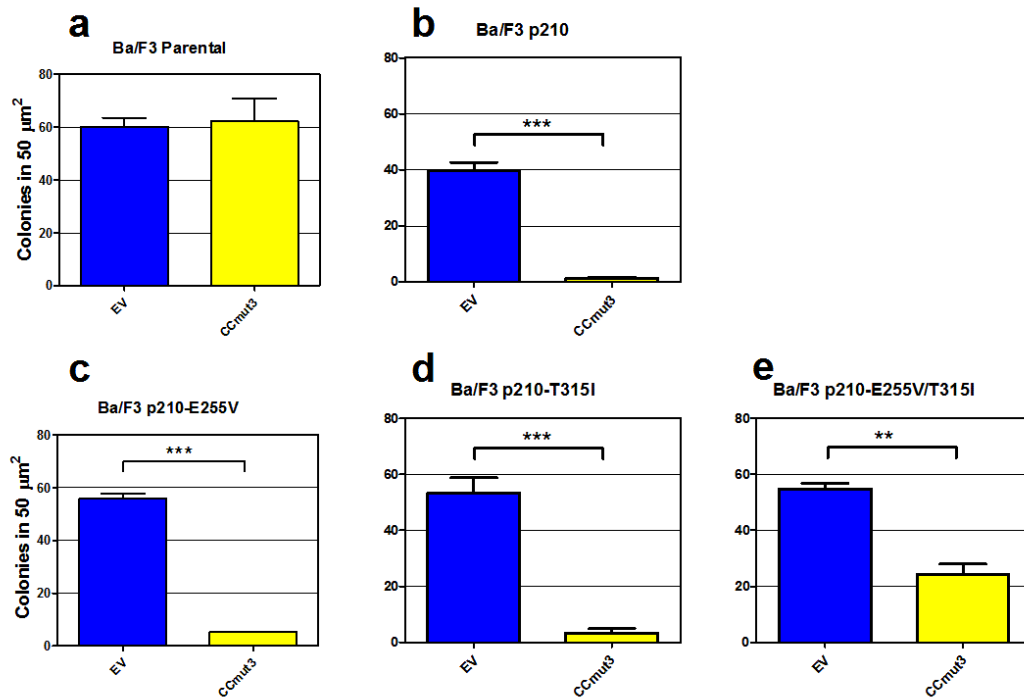 a
Ba/F3 Parental
Colonies in 50 µm²
80
60
40
20
0
EV
CCmut3
b
Ba/F3 p210
80
60
40
20
0
***
EV
CCmut3
c
Ba/F3 p210-E255V
Colonies in 50 µm²
80
60
40
20
0
***
EV
CCmut3
d
Ba/F3 p210-T315I
80
60
40
20
0
***
EV
CCmut3
e
Ba/F3 p210-E255V/T315I
80
60
40
20
0
**
EV
CCmut3